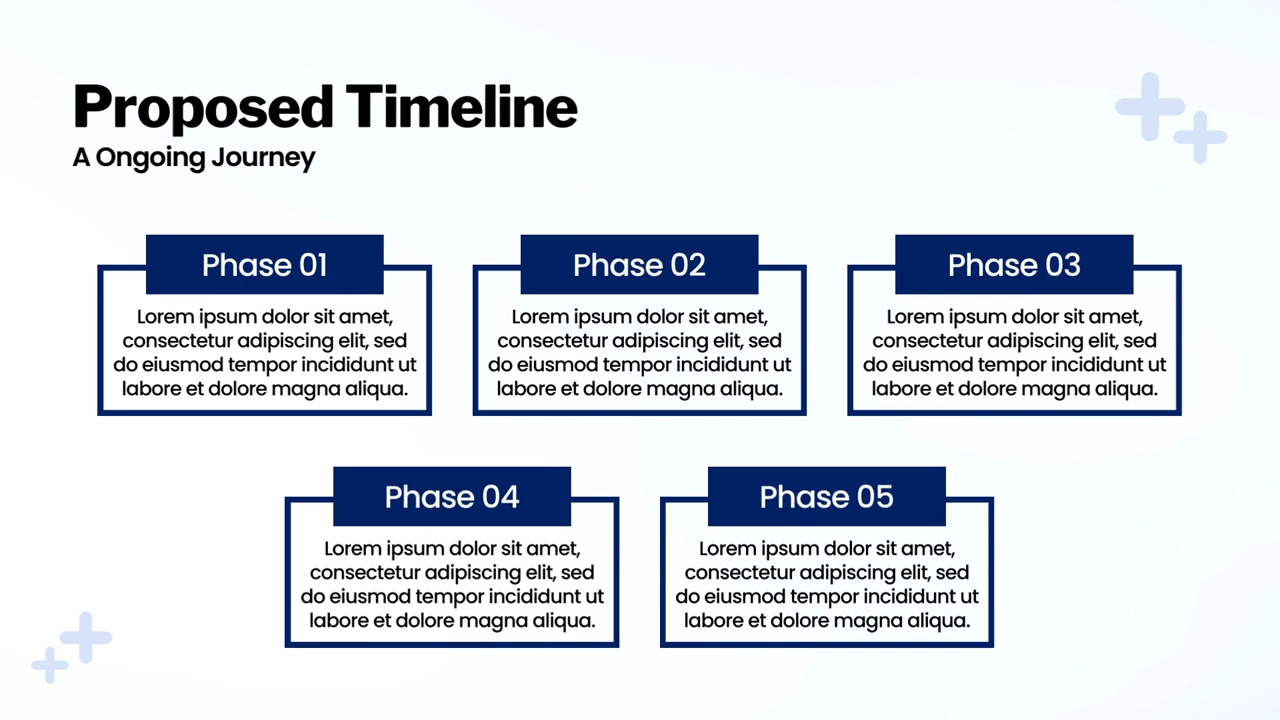 Proposed Timeline
A Ongoing Journey
Phase 01
Lorem ipsum dolor sit amet,
consectetur adipiscing elit, sed
do eiusmod tempor incididunt ut
labore et dolore magna aliqua.
Phase 02
Lorem ipsum dolor sit amet,
consectetur adipiscing elit, sed
do eiusmod tempor incididunt ut
labore et dolore magna aliqua.
Phase 03
Lorem ipsum dolor sit amet,
consectetur adipiscing elit, sed
do eiusmod tempor incididunt ut
labore et dolore magna aliqua.
Phase 04
Lorem ipsum dolor sit amet,
consectetur adipiscing elit, sed
do eiusmod tempor incididunt ut
labore et dolore magna aliqua.
Phase 05
Lorem ipsum dolor sit amet,
consectetur adipiscing elit, sed
do eiusmod tempor incididunt ut
labore et dolore magna aliqua.